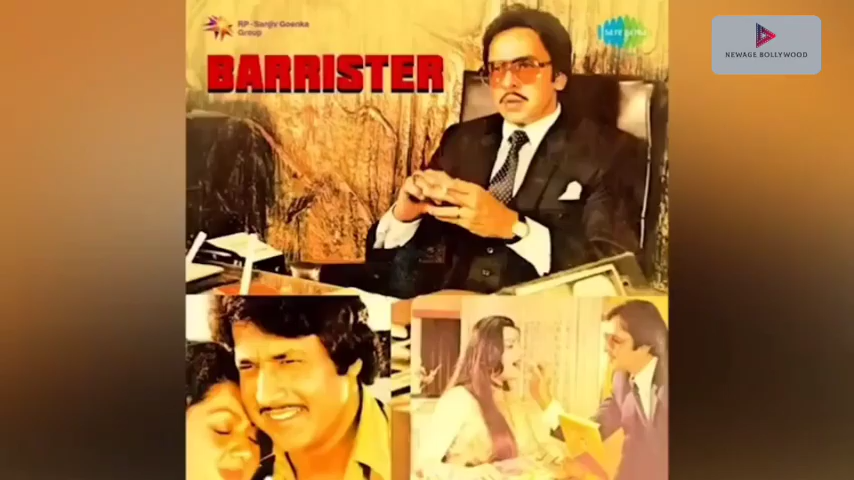 RP-Sanjiv Goenka
Group
सा रे गा मा
BARRISTER
NEWAGE BOLLYWOOD